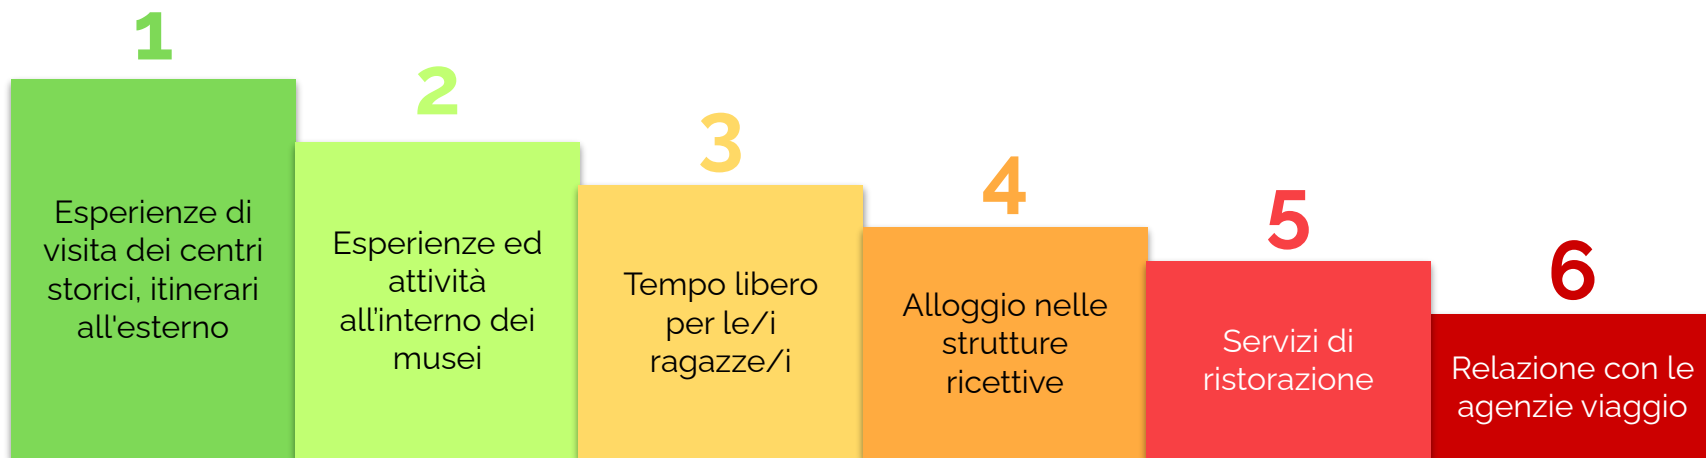 1
Esperienze di
visita dei centri
storici, itinerari
all'esterno
2
Esperienze ed
attività
all’interno dei
musei
3
Tempo libero
per le/i
ragazze/i
4
Alloggio nelle
strutture
ricettive
5
Servizi di
ristorazione
6
Relazione con le
agenzie viaggio